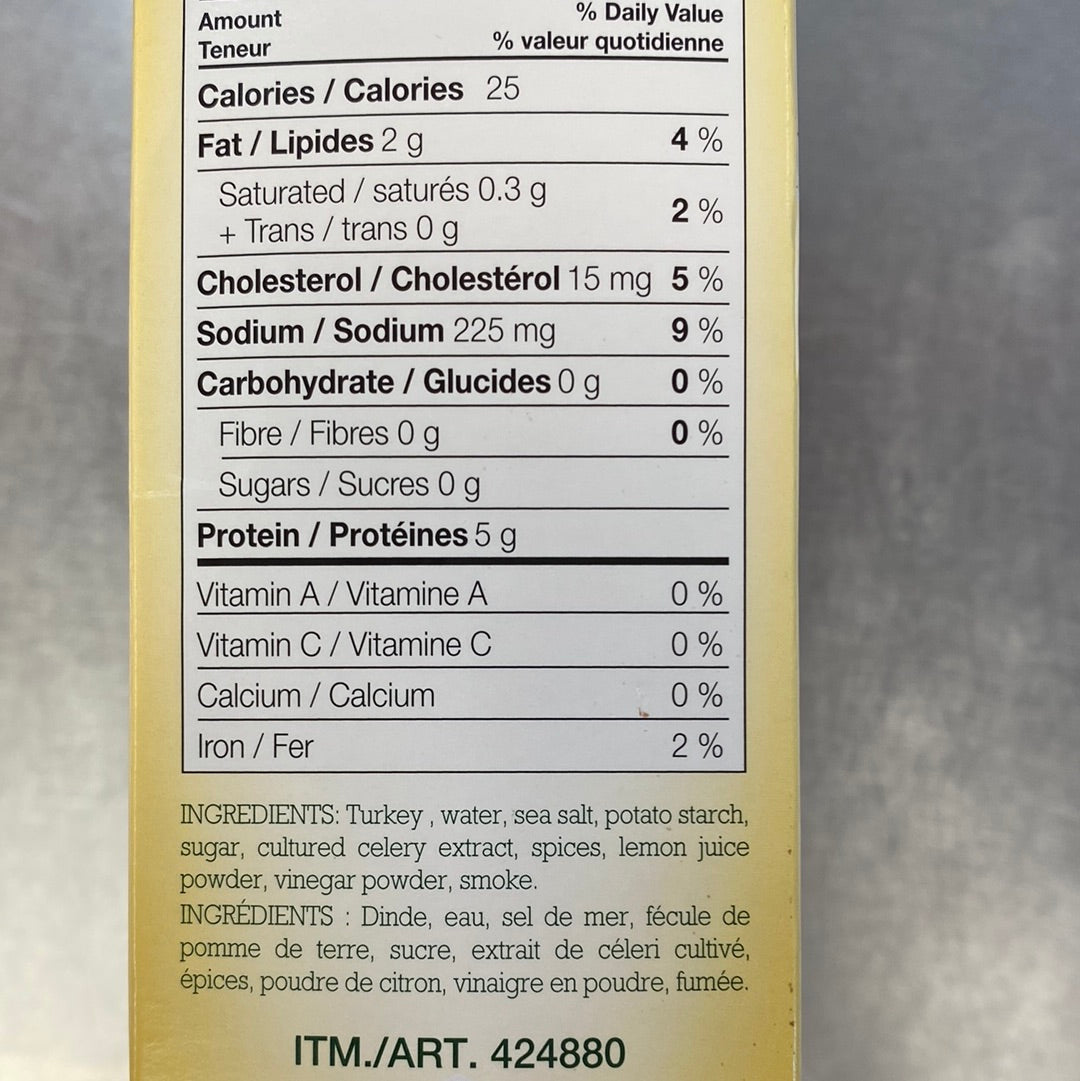 Amount
% Daily Value
Teneur
% valeur quotidienne
Calories / Calories 25
Fat / Lipides 2 g 4 %
Saturated / saturés 0.3 g
+ Trans / trans 0 g
2 %
Cholesterol / Cholestérol 15 mg 5 %
Sodium / Sodium 225 mg 9 %
Carbohydrate / Glucides 0 g 0 %
Fibre / Fibres 0 g 0 %
Sugars / Sucres 0 g
Protein / Protéines 5 g
Vitamin A / Vitamine A 0 %
Vitamin C / Vitamine C 0 %
Calcium / Calcium 0 %
Iron / Fer 2 %
INGREDIENTS: Turkey , water, sea salt, potato starch,
sugar, cultured celery extract, spices, lemon juice
powder, vinegar powder, smoke.
INGRÉDIENTS : Dinde, eau, sel de mer, fécule de
pomme de terre, sucre, extrait de céleri cultivé,
épices, poudre de citron, vinaigre en poudre, fumée.
ITM./ART. 424880